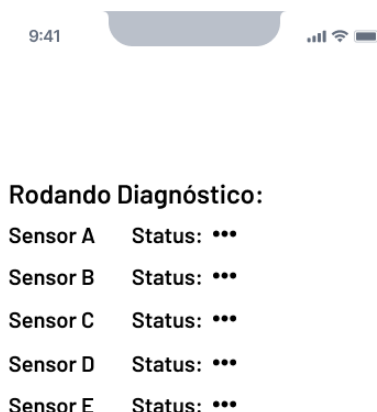 9:41
Rodando Diagnóstico:
Sensor A Status: •••
Sensor B Status: •••
Sensor C Status: •••
Sensor D Status: •••
Sensor E Status: •••